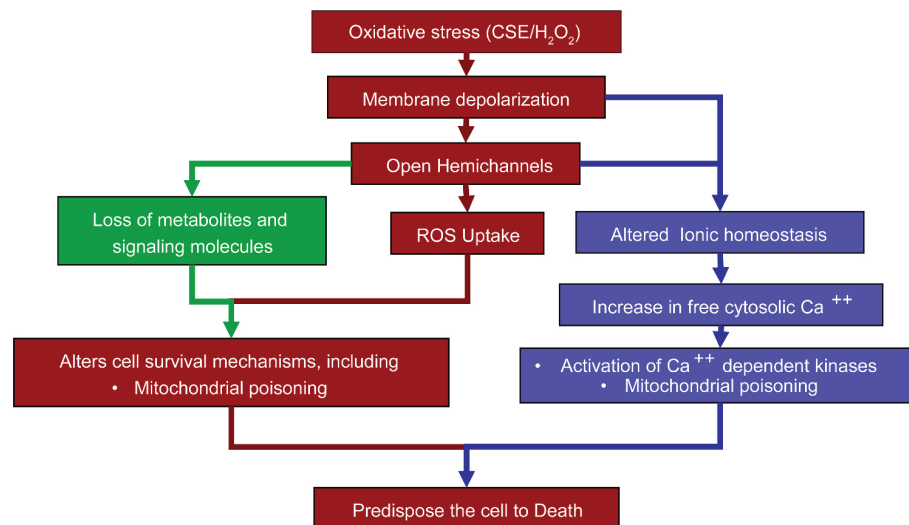 Oxidative stress (CSE/H₂O₂)
Membrane depolarization
Open Hemichannels
Loss of metabolites and
signaling molecules
ROS Uptake
Altered Ionic homeostasis
Increase in free cytosolic Ca ⁺⁺
Alters cell survival mechanisms, including
• Mitochondrial poisoning
• Activation of Ca ⁺⁺ dependent kinases
• Mitochondrial poisoning
Predispose the cell to Death